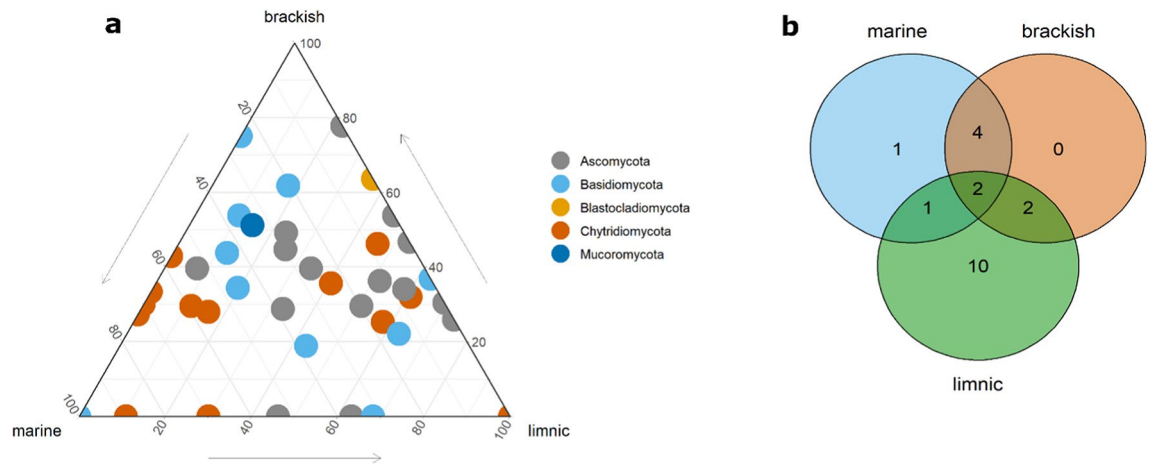 a
brackish
100
80
60
40
20
20
40
60
80
100
marine
20
40
60
80
100
limnic
Ascomycota
Basidiomycota
Blastocladiomycota
Chytridiomycota
Mucoromycota
b
marine
brackish
1
4
0
2
1
2
10
limnic